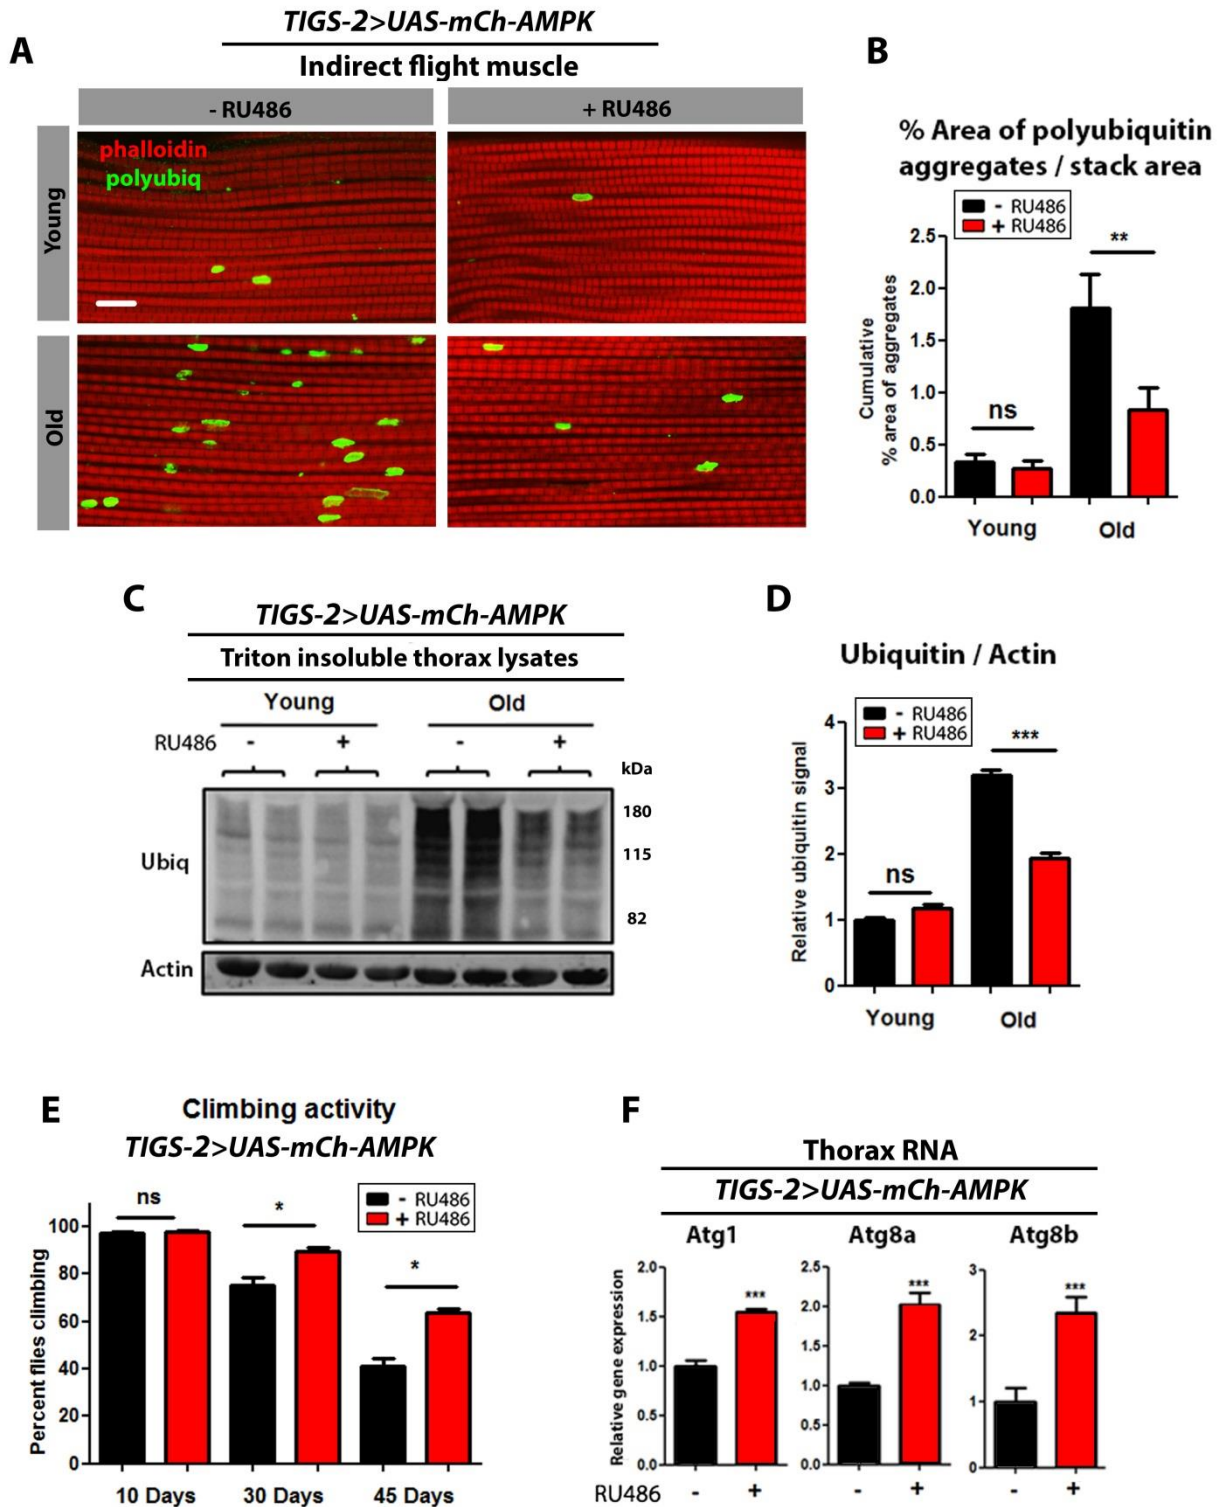 A
TIGS-2>UAS-mCh-AMPK
Indirect flight muscle
- RU486
+ RU486
Young
phalloidin
polyubiq
Old
B
% Area of polyubiquitin
aggregates / stack area
- RU486
+ RU486
Cumulative
% area of aggregates
2.5
2.0
1.5
1.0
0.5
0.0
ns
**
Young
Old
C
TIGS-2>UAS-mCh-AMPK
Triton insoluble thorax lysates
Young
Old
RU486
-
+
-
+
kDa
180
115
82
Ubiq
Actin
D
Ubiquitin / Actin
- RU486
+ RU486
Relative ubiquitin signal
4
3
2
1
0
ns
***
Young
Old
E
Climbing activity
TIGS-2>UAS-mCh-AMPK
- RU486
+ RU486
Percent flies climbing
100
80
60
40
20
0
ns
*
*
10 Days
30 Days
45 Days
F
Thorax RNA
TIGS-2>UAS-mCh-AMPK
Atg1
Atg8a
Atg8b
Relative gene expression
2.0
1.5
1.0
0.5
0.0
***
2.0
1.5
1.0
0.5
0.0
***
3
2
1
0
***
RU486
-
+
-
+
-
+